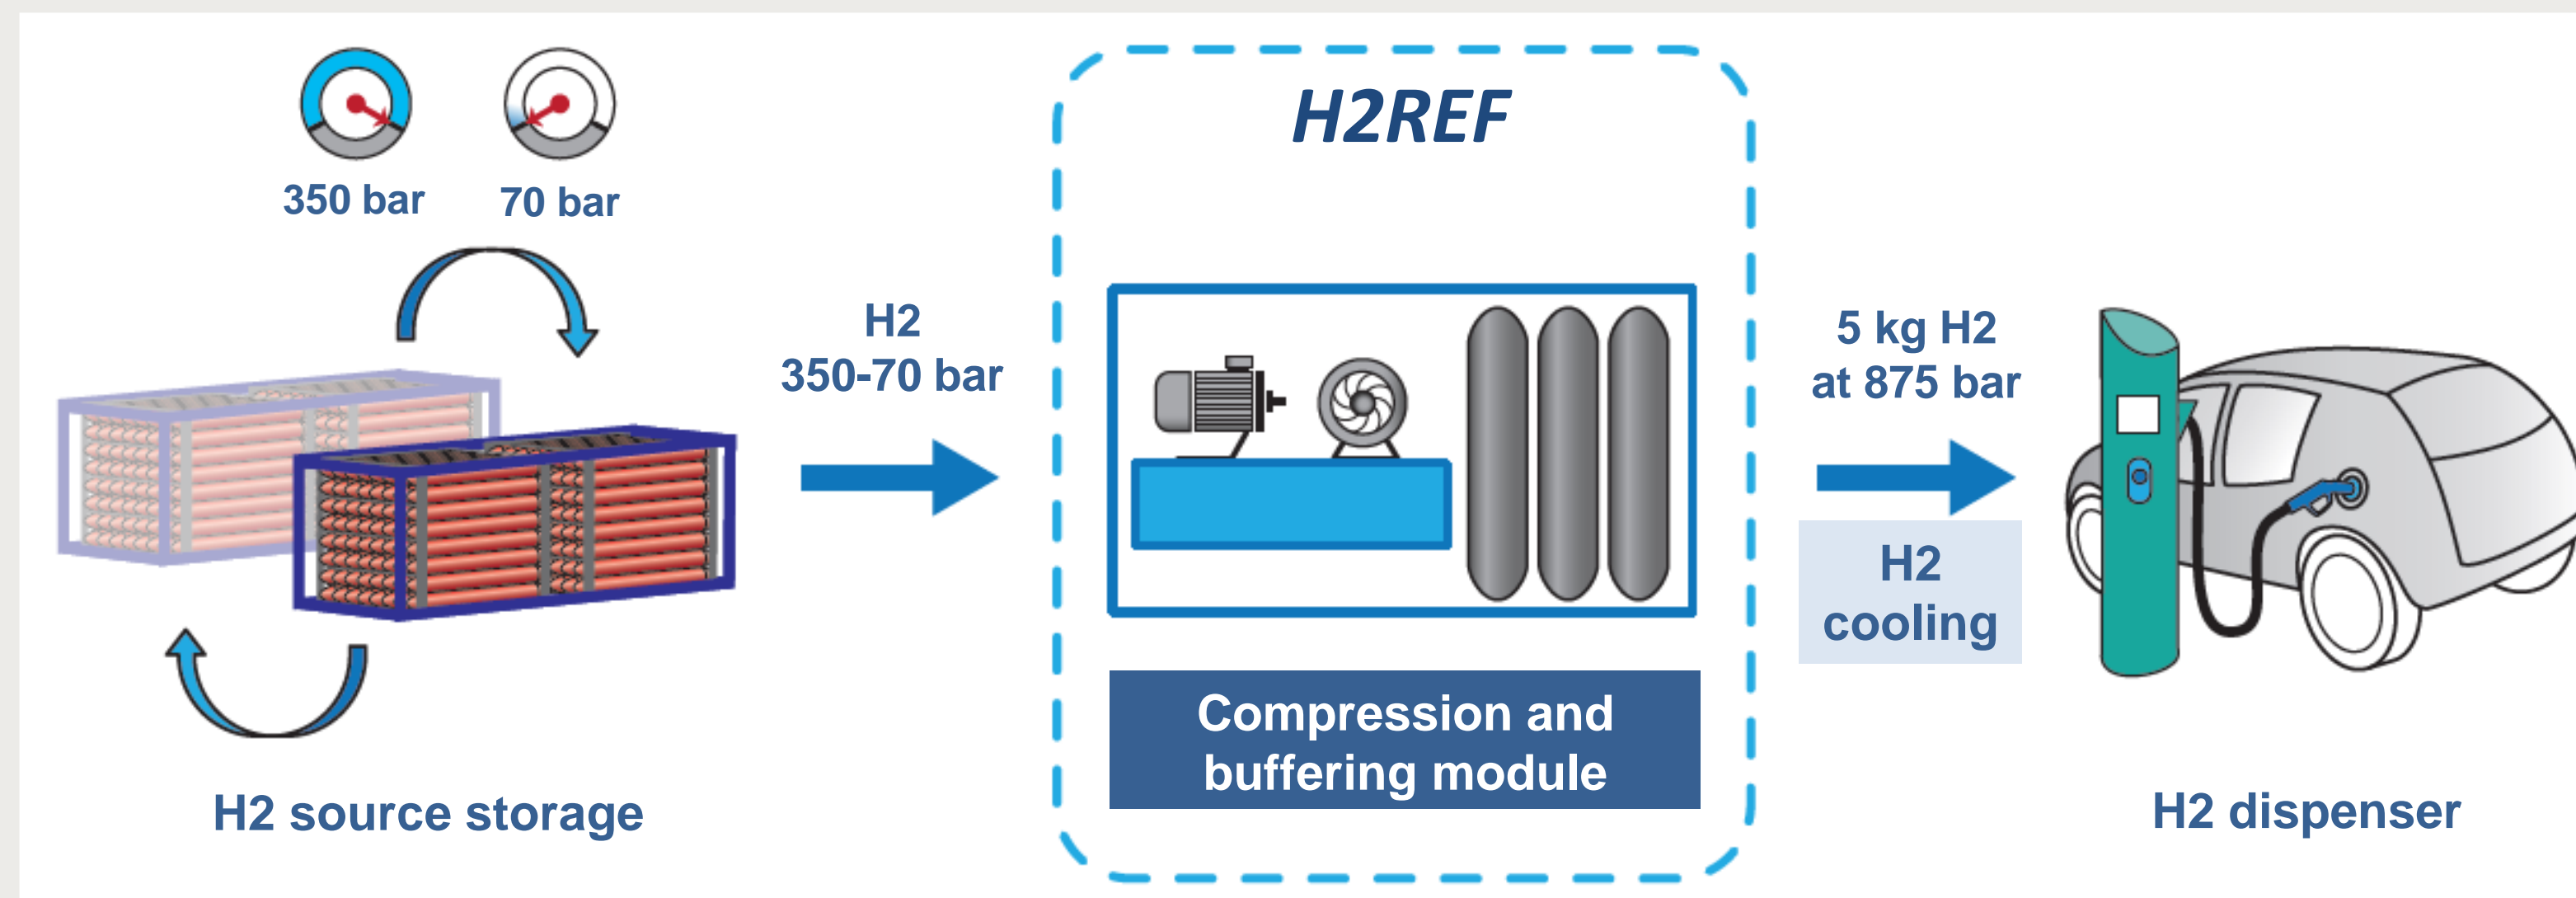 350 bar
70 bar
H2 source storage
H2
350-70 bar
H2REF
Compression and
buffering module
5 kg H2
at 875 bar
H2
cooling
H2 dispenser